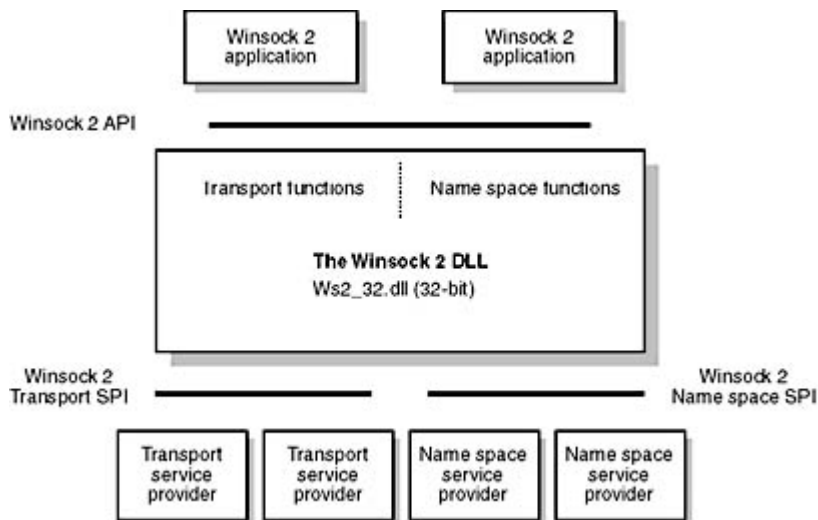 Winsock 2
application
Winsock 2
application
Winsock 2 API
Transport functions
Name space functions
The Winsock 2 DLL
Ws2_32.dll (32-bit)
Winsock 2
Transport SPI
Winsock 2
Name space SPI
Transport
service
provider
Transport
service
provider
Name space
service
provider
Name space
service
provider